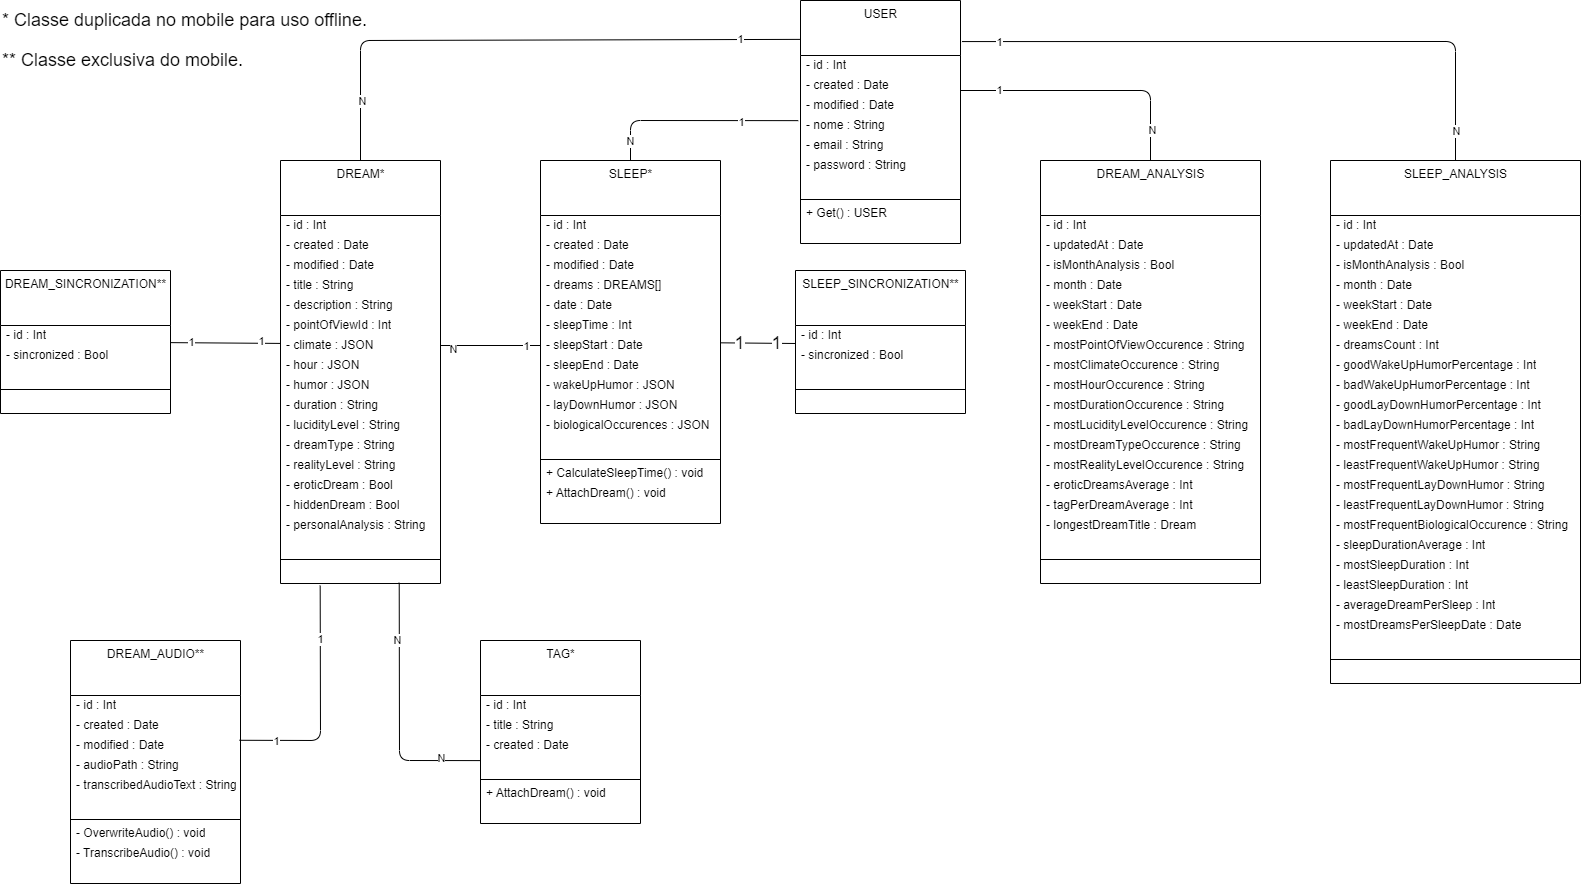 * Classe duplicada no mobile para uso offline.
** Classe exclusiva do mobile.
USER
- id : Int
- created : Date
- modified : Date
- nome : String
- email : String
- password : String
+ Get() : USER
1
N
1
N
1
N
1
N
DREAM*
- id : Int
- created : Date
- modified : Date
- title : String
- description : String
- pointOfViewId : Int
- climate : JSON
- hour : JSON
- humor : JSON
- duration : String
- lucidityLevel : String
- dreamType : String
- realityLevel : String
- eroticDream : Bool
- hiddenDream : Bool
- personalAnalysis : String
SLEEP*
- id : Int
- created : Date
- modified : Date
- dreams : DREAMS[]
- date : Date
- sleepTime : Int
- sleepStart : Date
- sleepEnd : Date
- wakeUpHumor : JSON
- layDownHumor : JSON
- biologicalOccurences : JSON
+ CalculateSleepTime() : void
+ AttachDream() : void
DREAM_ANALYSIS
- id : Int
- updatedAt : Date
- isMonthAnalysis : Bool
- month : Date
- weekStart : Date
- weekEnd : Date
- mostPointOfViewOccurence : String
- mostClimateOccurence : String
- mostHourOccurence : String
- mostDurationOccurence : String
- mostLucidityLevelOccurence : String
- mostDreamTypeOccurence : String
- mostRealityLevelOccurence : String
- eroticDreamsAverage : Int
- tagPerDreamAverage : Int
- longestDreamTitle : Dream
SLEEP_ANALYSIS
- id : Int
- updatedAt : Date
- isMonthAnalysis : Bool
- month : Date
- weekStart : Date
- weekEnd : Date
- dreamsCount : Int
- goodWakeUpHumorPercentage : Int
- badWakeUpHumorPercentage : Int
- goodLayDownHumorPercentage : Int
- badLayDownHumorPercentage : Int
- mostFrequentWakeUpHumor : String
- leastFrequentWakeUpHumor : String
- mostFrequentLayDownHumor : String
- leastFrequentLayDownHumor : String
- mostFrequentBiologicalOccurence : String
- sleepDurationAverage : Int
- mostSleepDuration : Int
- leastSleepDuration : Int
- averageDreamPerSleep : Int
- mostDreamsPerSleepDate : Date
DREAM_SINCRONIZATION**
- id : Int
- sincronized : Bool
1
1
N
1
1
1
SLEEP_SINCRONIZATION**
- id : Int
- sincronized : Bool
1
1
N
N
DREAM_AUDIO**
- id : Int
- created : Date
- modified : Date
- audioPath : String
- transcribedAudioText : String
- OverwriteAudio() : void
- TranscribeAudio() : void
TAG*
- id : Int
- title : String
- created : Date
+ AttachDream() : void